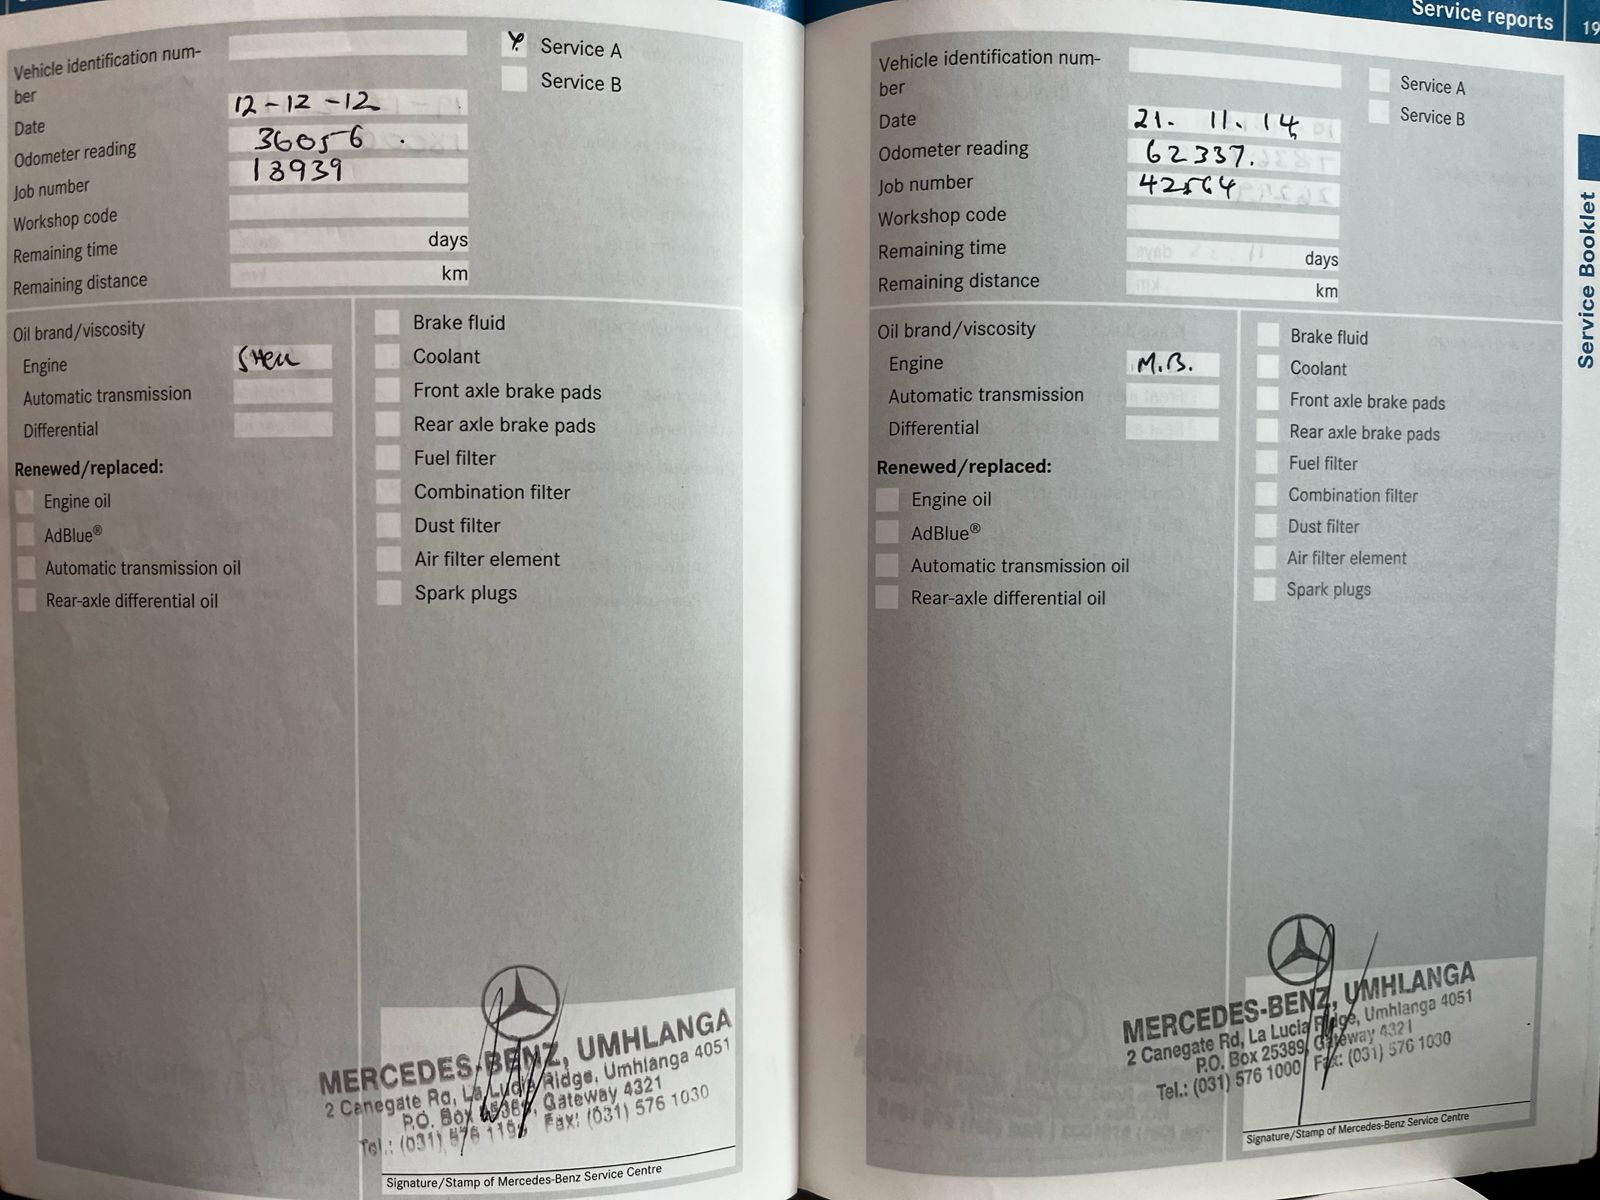 Vehicle identification num-
ber
Date 12-12-12
Odometer reading 36056
Job number 18939
Workshop code
Remaining time days
Remaining distance km
Service A
Service B
Oil brand/viscosity
Engine Shell
Automatic transmission
Differential
Renewed/replaced:
Engine oil
AdBlue®
Automatic transmission oil
Rear-axle differential oil
Brake fluid
Coolant
Front axle brake pads
Rear axle brake pads
Fuel filter
Combination filter
Dust filter
Air filter element
Spark plugs
MERCEDES-BENZ, UMHLANGA
2 Canegate Rd, La Lucia Ridge, Umhlanga 4051
P.O. Box 25389, Gateway 4321
Tel.: (031) 576 Fax: (031) 576 1030
Signature/Stamp of Mercedes-Benz Service Centre
Service reports 19
Vehicle identification num-
ber
Date 21. 11. 14
Odometer reading 62337.
Job number 42564
Workshop code
Remaining time days
Remaining distance km
Service A
Service B
Oil brand/viscosity
Engine M.B.
Automatic transmission
Differential
Renewed/replaced:
Engine oil
AdBlue®
Automatic transmission oil
Rear-axle differential oil
Brake fluid
Coolant
Front axle brake pads
Rear axle brake pads
Fuel filter
Combination filter
Dust filter
Air filter element
Spark plugs
MERCEDES-BENZ, UMHLANGA
2 Canegate Rd, La Lucia Ridge, Umhlanga 4051
P.O. Box 25389, Gateway 4321
Tel.: (031) 576 1000 Fax: (031) 576 1030
Signature/Stamp of Mercedes-Benz Service Centre
Service Booklet